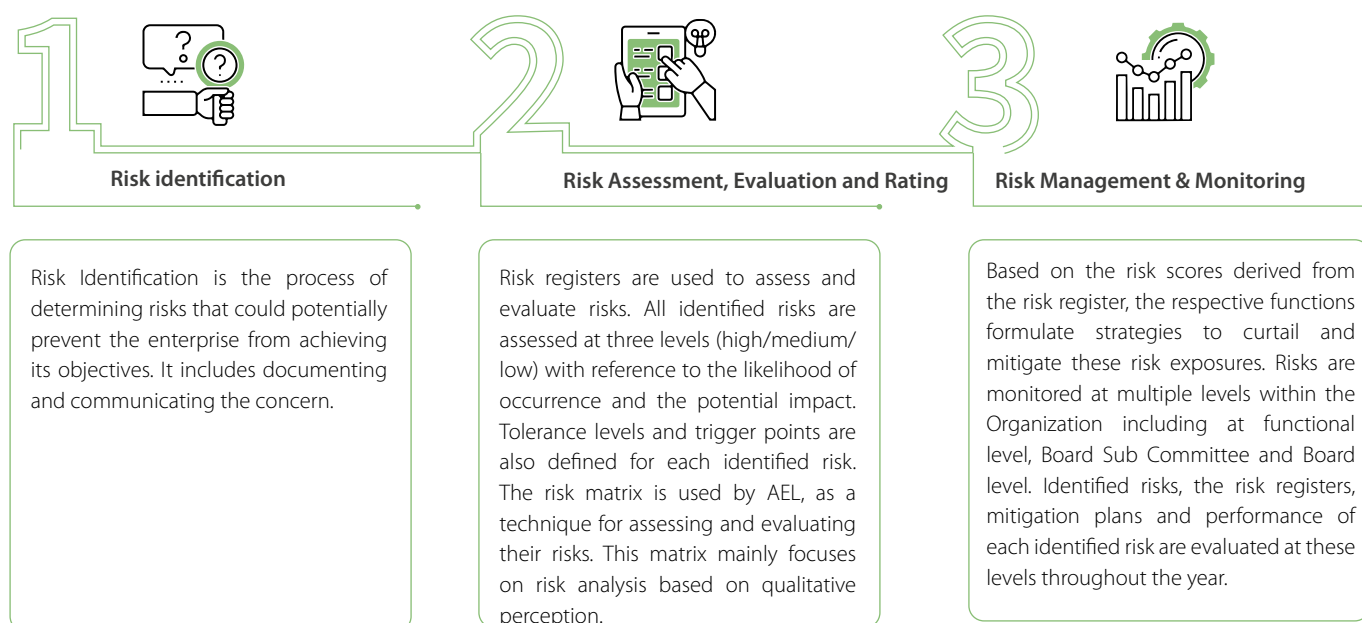 1
Risk identification
Risk Identification is the process of
determining risks that could potentially
prevent the enterprise from achieving
its objectives. It includes documenting
and communicating the concern.
2
Risk Assessment, Evaluation and Rating
Risk registers are used to assess and
evaluate risks. All identified risks are
assessed at three levels (high/medium/
low) with reference to the likelihood of
occurrence and the potential impact.
Tolerance levels and trigger points are
also defined for each identified risk.
The risk matrix is used by AEL, as a
technique for assessing and evaluating
their risks. This matrix mainly focuses
on risk analysis based on qualitative
perception.
3
Risk Management & Monitoring
Based on the risk scores derived from
the risk register, the respective functions
formulate strategies to curtail and
mitigate these risk exposures. Risks are
monitored at multiple levels within the
Organization including at functional
level, Board Sub Committee and Board
level. Identified risks, the risk registers,
mitigation plans and performance of
each identified risk are evaluated at these
levels throughout the year.